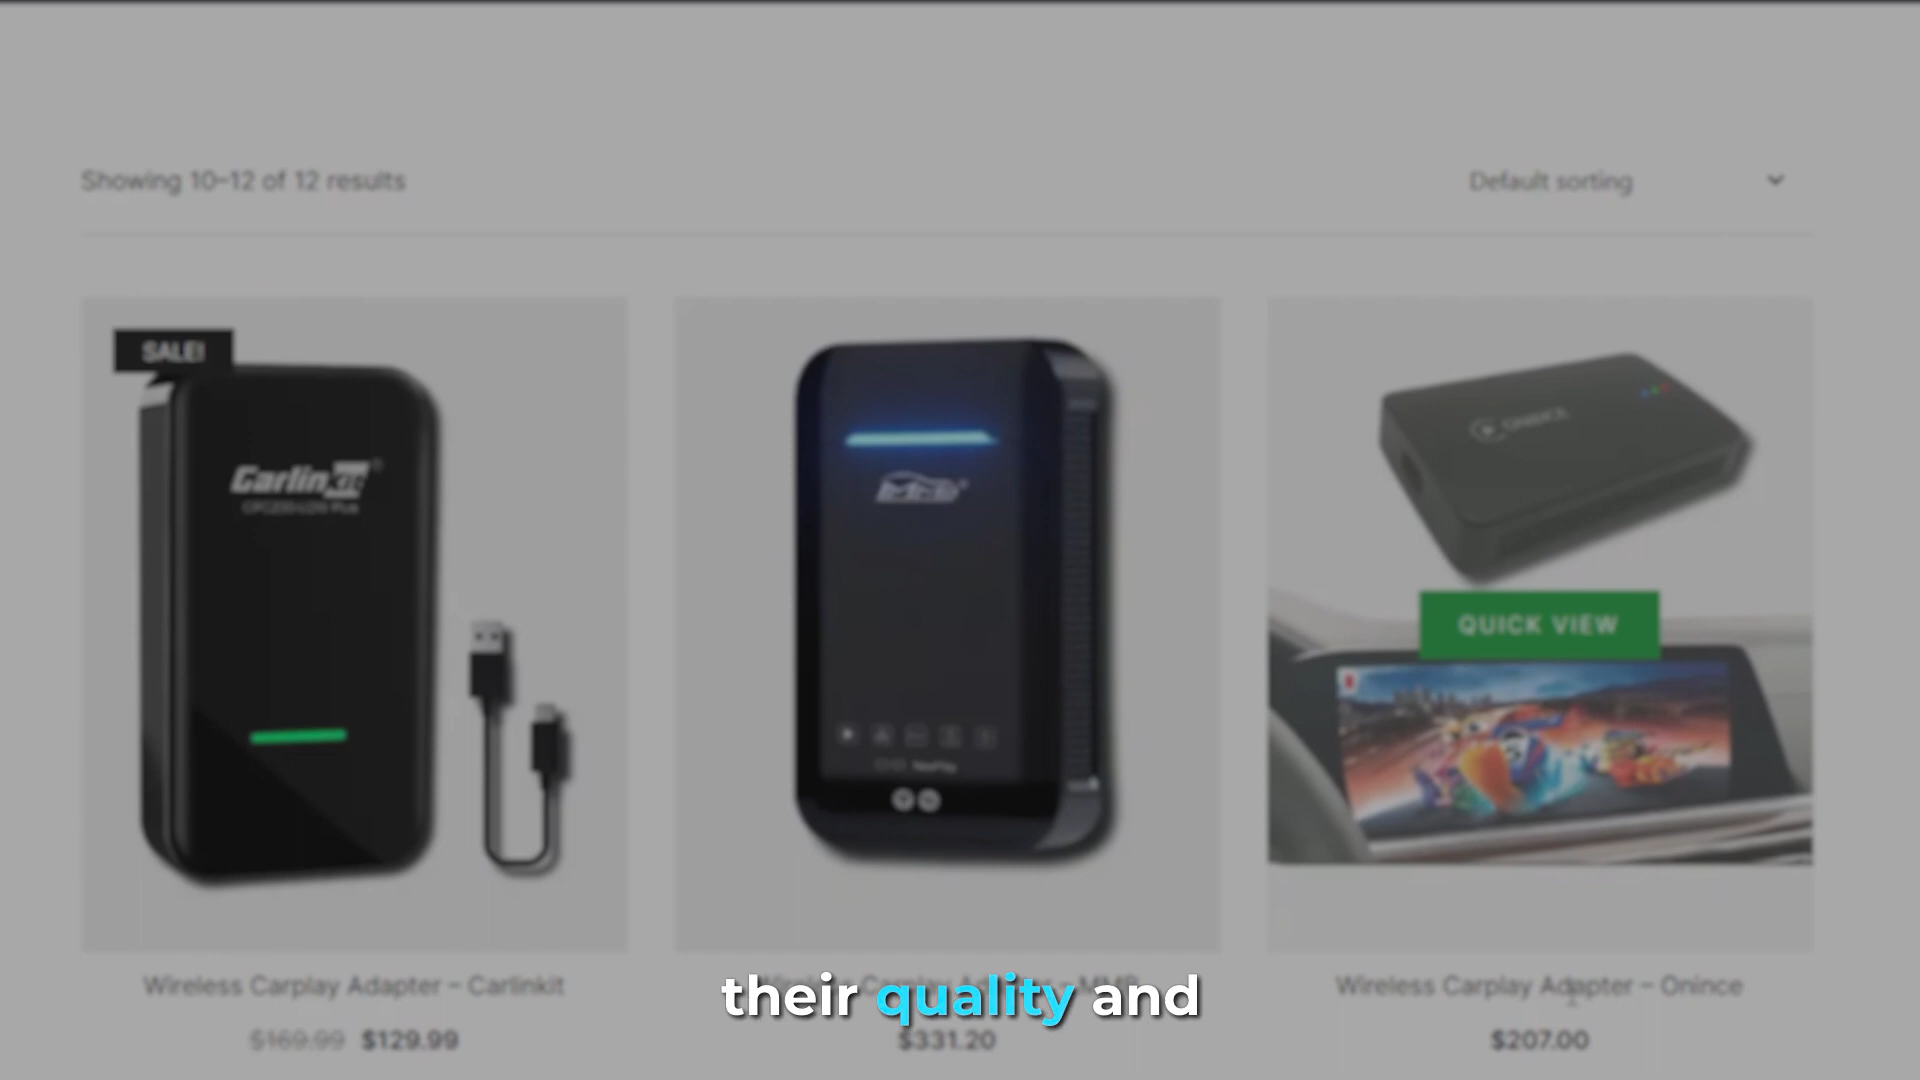 Showing 10–12 of 12 results
Default sorting
SALE!
Carlinkit
QUICK VIEW
Wireless Carplay Adapter – Carlinkit
$169.99 $129.99
their quality and
$331.20
Wireless Carplay Adapter – Onince
$207.00